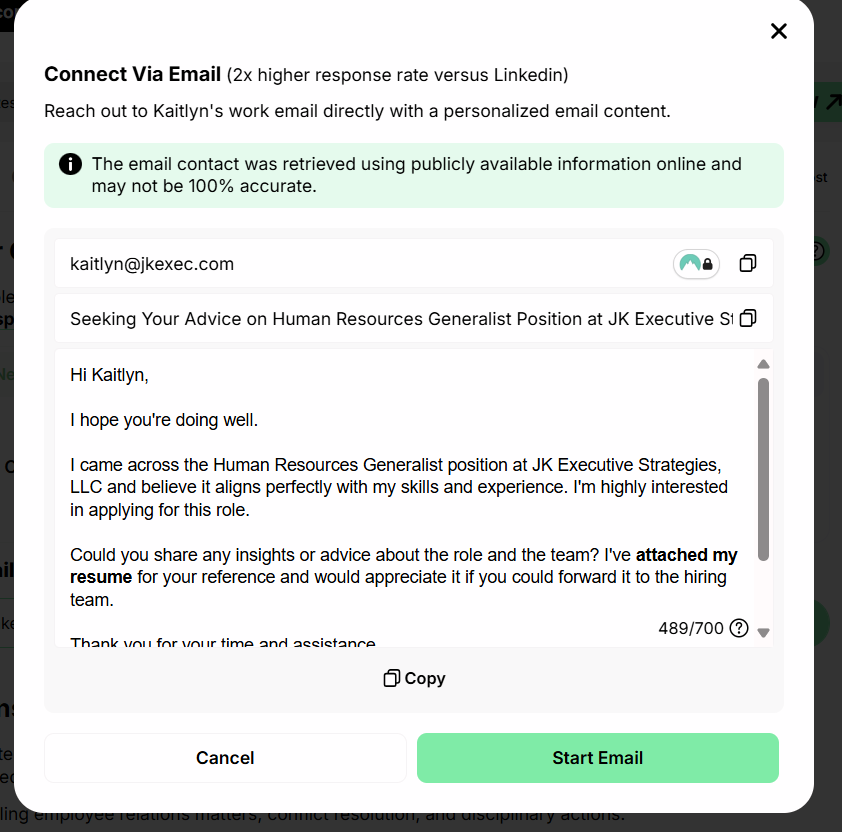 Connect Via Email (2x higher response rate versus Linkedin)
Reach out to Kaitlyn's work email directly with a personalized email content.
The email contact was retrieved using publicly available information online and
may not be 100% accurate.
kaitlyn@jkexec.com
Seeking Your Advice on Human Resources Generalist Position at JK Executive St
Hi Kaitlyn,
I hope you're doing well.
I came across the Human Resources Generalist position at JK Executive Strategies,
LLC and believe it aligns perfectly with my skills and experience. I'm highly interested
in applying for this role.
Could you share any insights or advice about the role and the team? I've attached my
resume for your reference and would appreciate it if you could forward it to the hiring
team.
Thank you for your time and assistance
489/700
Copy
Cancel
Start Email
ling employee relations matters, conflict resolution, and disciplinary actions.